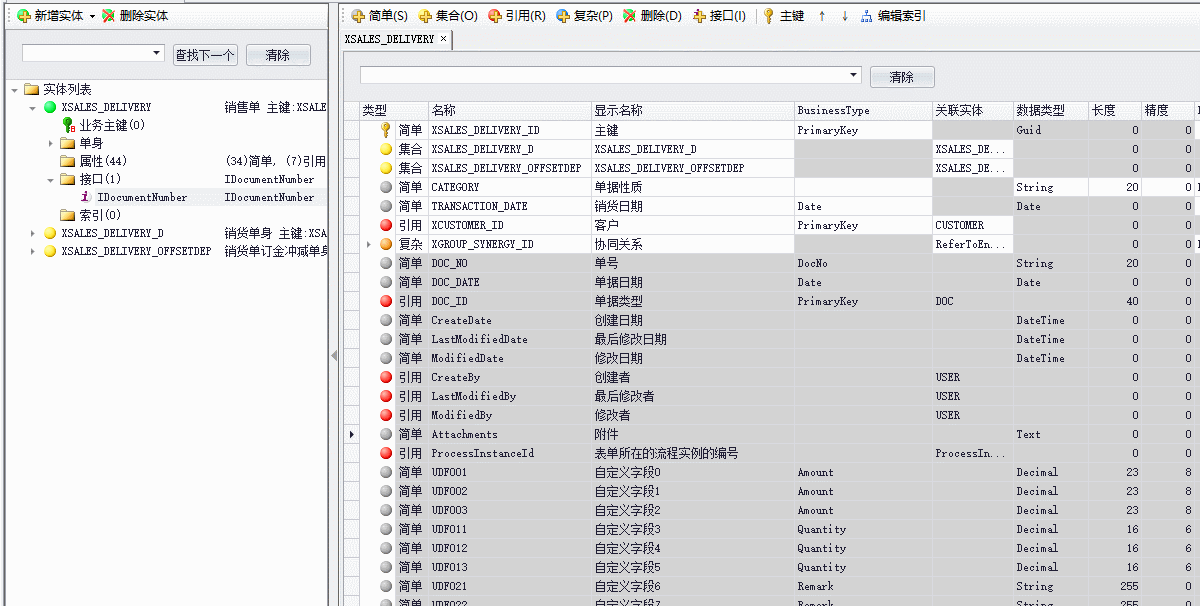 新增实体 删除实体
查找下一个 清除
实体列表
XSALES_DELIVERY 销售单 主键:XSALE
业务主键(0)
单身
属性(44) (34)简单, (7)引用
接口(1) IDocumentNumber
IDocumentNumber IDocumentNumber
索引(0)
XSALES_DELIVERY_D 销货单身 主键:XSA
XSALES_DELIVERY_OFFSETDEP 销货单订金冲减单身
简单(S) 集合(O) 引用(R) 复杂(P) 删除(D) 接口(I) 主键 ↑ ↓ 编辑索引
XSALES_DELIVERY ×
清除
类型 名称 显示名称 BusinessType 关联实体 数据类型 长度 精度
简单 XSALES_DELIVERY_ID 主键 PrimaryKey Guid 0 0
集合 XSALES_DELIVERY_D XSALES_DELIVERY_D XSALES_DE... 0 0
集合 XSALES_DELIVERY_OFFSETDEP XSALES_DELIVERY_OFFSETDEP XSALES_DE... 0 0
简单 CATEGORY 单据性质 String 20 0
简单 TRANSACTION_DATE 销货日期 Date Date 0 0
引用 XCUSTOMER_ID 客户 PrimaryKey CUSTOMER 0 0
复杂 XGROUP_SYNERGY_ID 协同关系 ReferToEn... 0 0
简单 DOC_NO 单号 DocNo String 20 0
简单 DOC_DATE 单据日期 Date Date 0 0
引用 DOC_ID 单据类型 PrimaryKey DOC 40 0
简单 CreateDate 创建日期 DateTime 0 0
简单 LastModifiedDate 最后修改日期 DateTime 0 0
简单 ModifiedDate 修改日期 DateTime 0 0
引用 CreateBy 创建者 USER 0 0
引用 LastModifiedBy 最后修改者 USER 0 0
引用 ModifiedBy 修改者 USER 0 0
简单 Attachments 附件 Text 0 0
引用 ProcessInstanceId 表单所在的流程实例的编号 ProcessIn... 0 0
简单 UDF001 自定义字段0 Amount Decimal 23 8
简单 UDF002 自定义字段1 Amount Decimal 23 8
简单 UDF003 自定义字段2 Amount Decimal 23 8
简单 UDF011 自定义字段3 Quantity Decimal 16 6
简单 UDF012 自定义字段4 Quantity Decimal 16 6
简单 UDF013 自定义字段5 Quantity Decimal 16 6
简单 UDF021 自定义字段6 Remark String 255 0
简单 UDF022 自定义字段7 Remark String 255 0